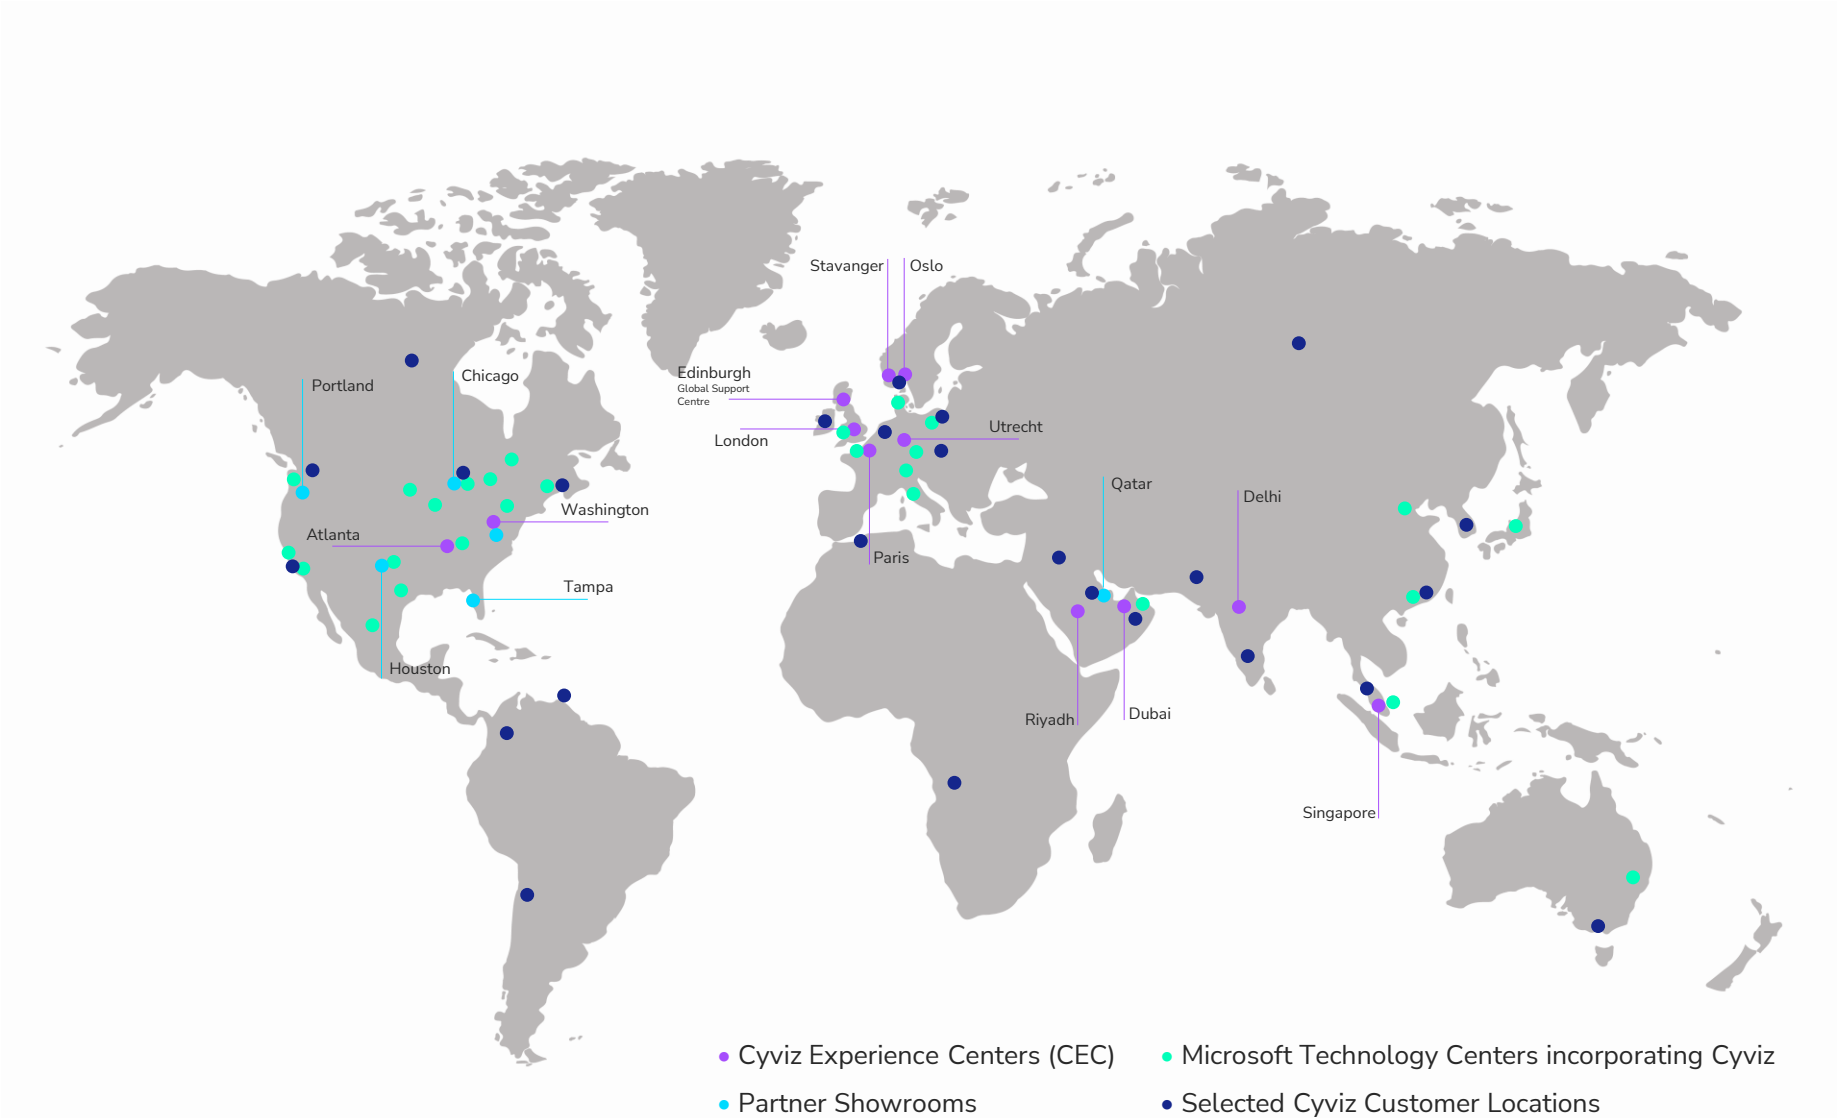 Stavanger
Oslo
Edinburgh
Global Support
Centre
Portland
Chicago
London
Utrecht
Qatar
Delhi
Washington
Atlanta
Paris
Tampa
Houston
Riyadh
Dubai
Singapore
Cyviz Experience Centers (CEC)
Microsoft Technology Centers incorporating Cyviz
Partner Showrooms
Selected Cyviz Customer Locations